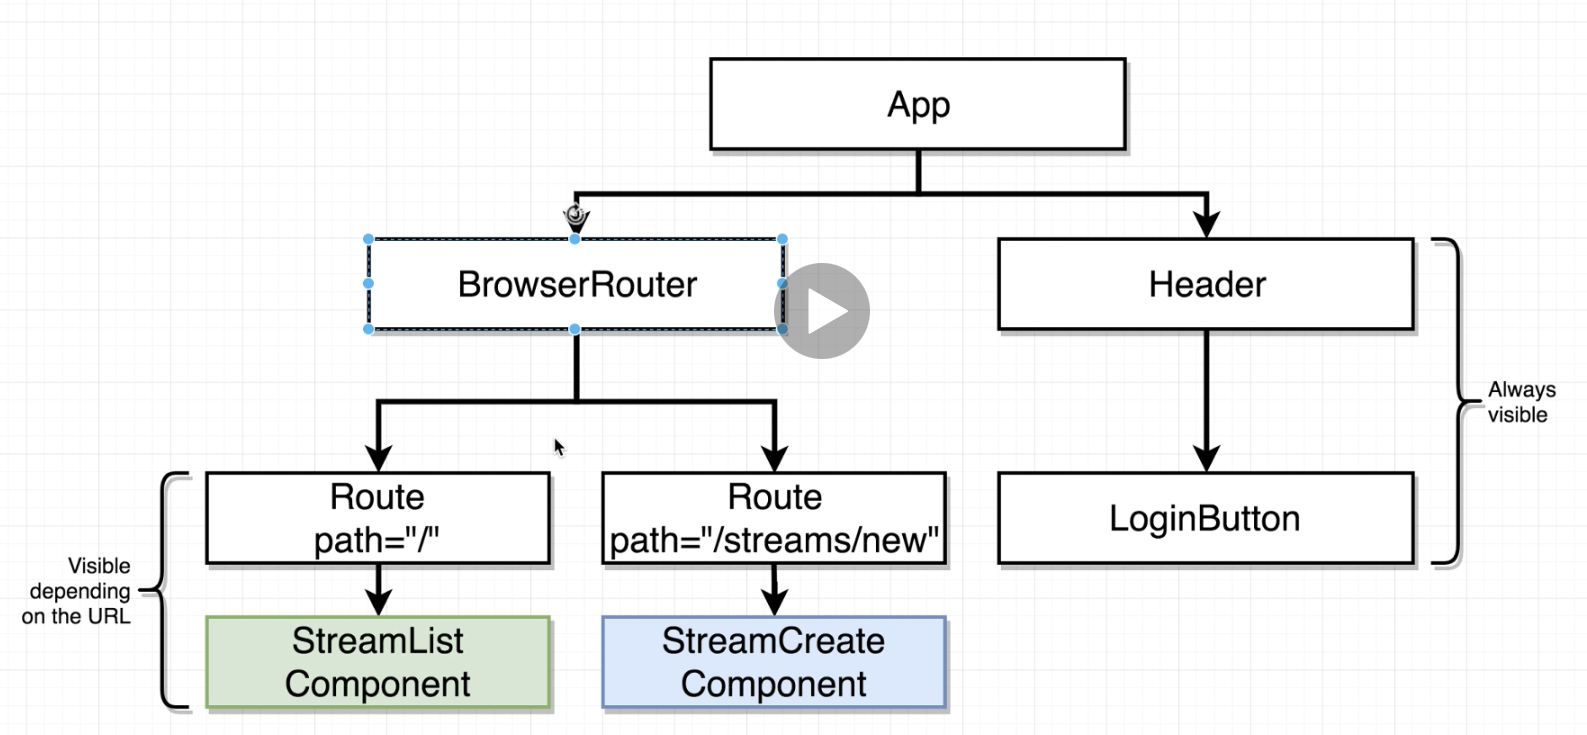 App
BrowserRouter
Header
Always
visible
Route
path="/"
Route
path="/streams/new"
LoginButton
Visible
depending
on the URL
StreamList
Component
StreamCreate
Component